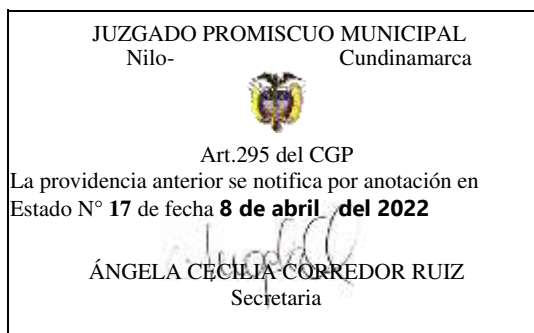 JUZGADO PROMISCUO MUNICIPAL
Nilo- Cundinamarca
Art.295 del CGP
La providencia anterior se notifica por anotación en
Estado N° 17 de fecha 8 de abril del 2022
ÁNGELA CECILIA CORREDOR RUIZ
Secretaria